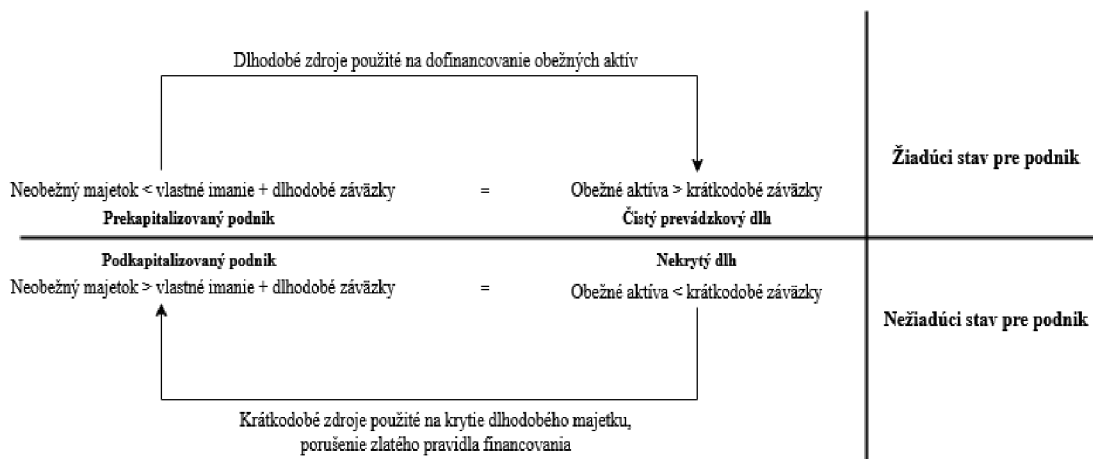 Dlhodobé zdroje použité na dofinancovanie obežných aktív
Žiadúci stav pre podnik
Neobežný majetok < vlastné imanie + dlhodobé záväzky = Obežné aktíva > krátkodobé záväzky
Prekapitalizovaný podnik Čistý prevádzkový dlh
Podkapitalizovaný podnik Nekrytý dlh
Neobežný majetok > vlastné imanie + dlhodobé záväzky = Obežné aktíva < krátkodobé záväzky
Nežiadúci stav pre podnik
Krátkodobé zdroje použité na krytie dlhodobého majetku,
porušenie zlatého pravidla financovania